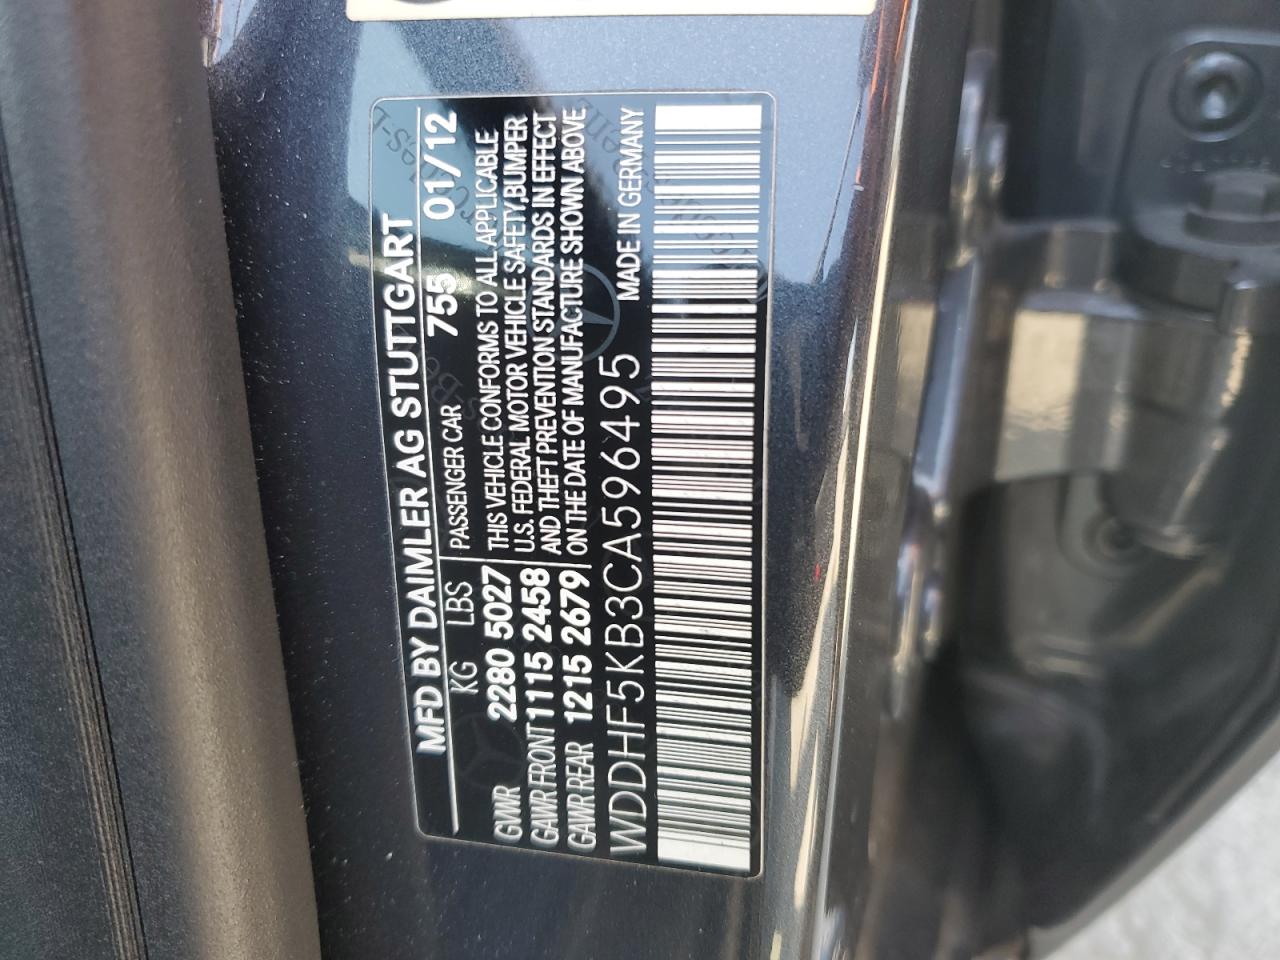 MFD BY DAIMLER AG STUTTGART
KG LBS PASSENGER CAR 755 01/12
GVWR 2280 5027
GAWR FRONT 1115 2458
GAWR REAR 1215 2679
THIS VEHICLE CONFORMS TO ALL APPLICABLE
U.S. FEDERAL MOTOR VEHICLE SAFETY, BUMPER
AND THEFT PREVENTION STANDARDS IN EFFECT
ON THE DATE OF MANUFACTURE SHOWN ABOVE
WDDHF5KB3CA596495 MADE IN GERMANY